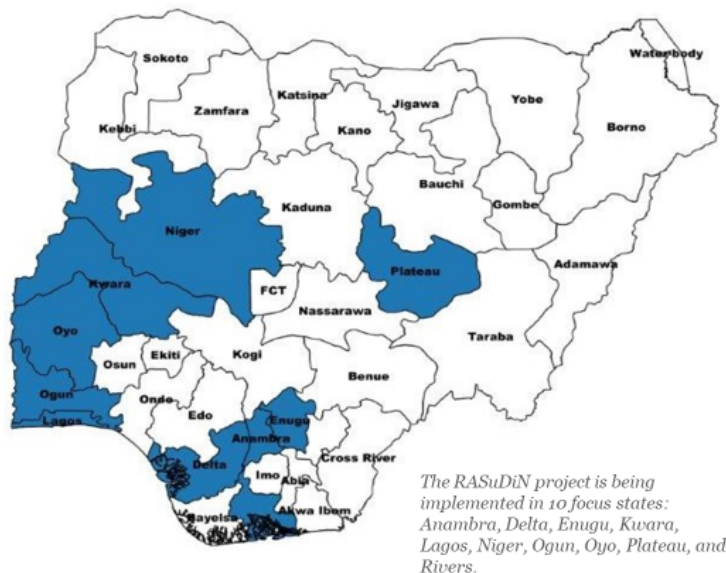 Waterbody
Sokoto
Katsina
Yobe
Jigawa
Zamfara
Borno
Kebbi
Kano
Bauchi
Gombe
Kaduna
Niger
Adamawa
Plateau
Kwara
FCT
Nassarawa
Oyo
Taraba
Kogi
Ekiti
Osun
Benue
Ogun
Ondo
Edo
Lagos
Enugu
Anambra
Cross River
Delta
Imo
Abia
Akwa Ibom
Bayelsa
The RASuDiN project is being
implemented in 10 focus states:
Anambra, Delta, Enugu, Kwara,
Lagos, Niger, Ogun, Oyo, Plateau, and
Rivers.